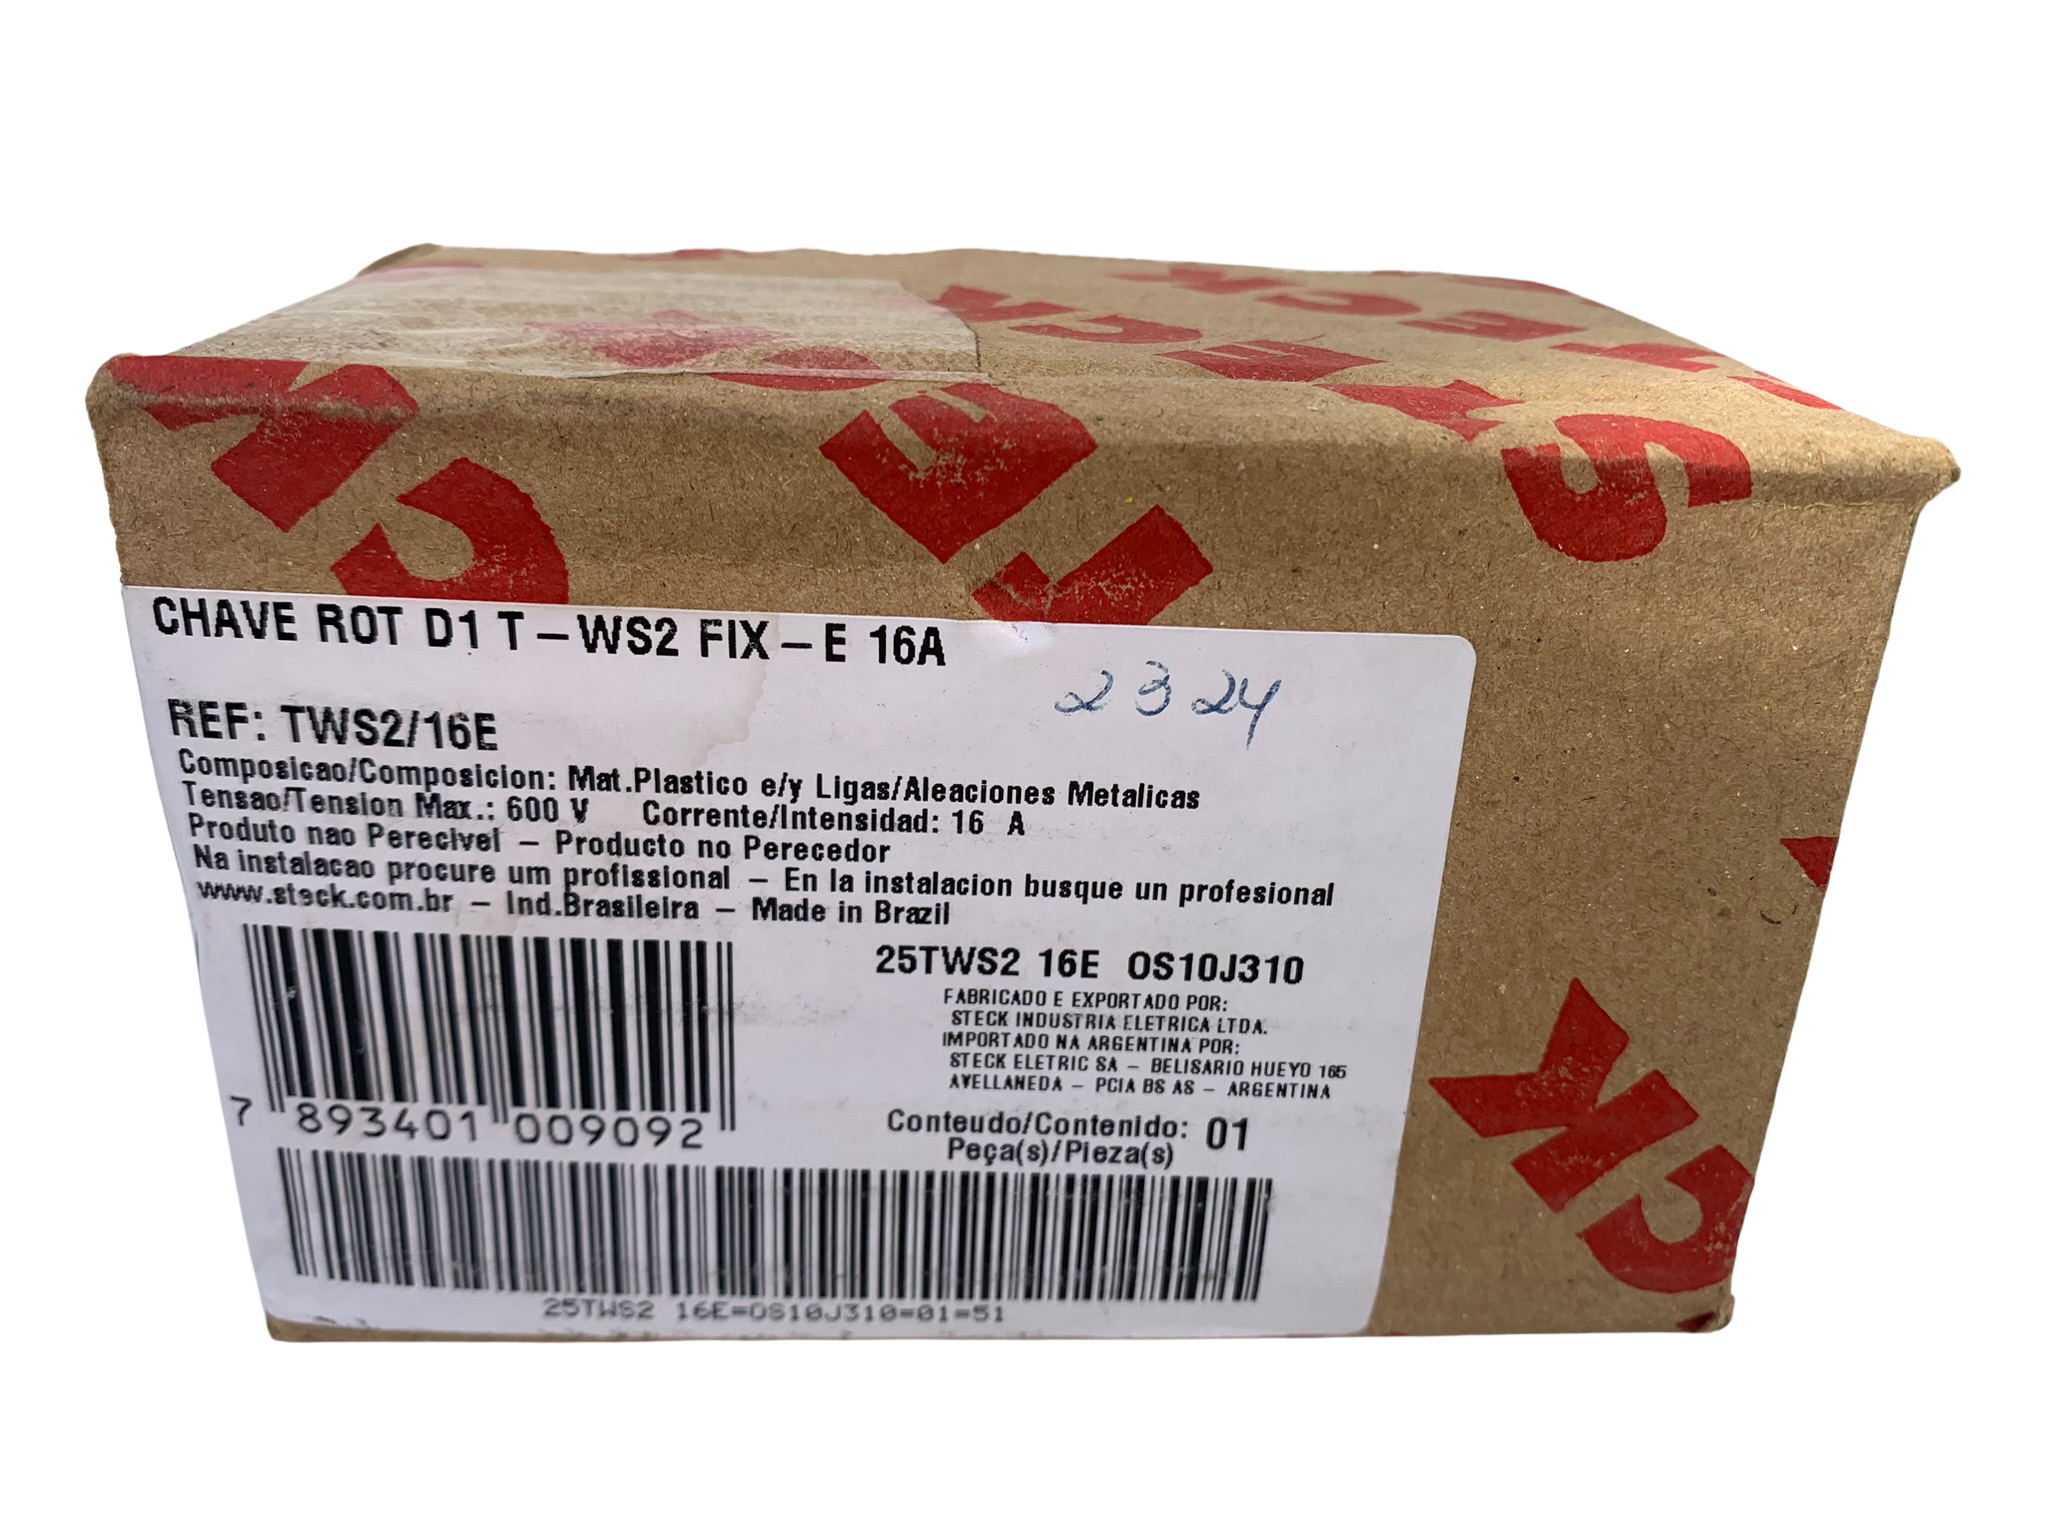 STECK
CHAVE ROT D1 T-WS2 FIX-E 16A
2324
REF: TWS2/16E
Composicao/Composicion: Mat.Plastico e/y Ligas/Aleaciones Metalicas
Tensao/Tension Max.: 600 V Corrente/Intensidad: 16 A
Produto nao Perecivel - Producto no Perecedor
Na instalacao procure um profissional - En la instalacion busque un profesional
www.steck.com.br - Ind.Brasileira - Made in Brazil
25TWS2 16E OS10J310
FABRICADO E EXPORTADO POR:
STECK INDUSTRIA ELETRICA LTDA.
IMPORTADO NA ARGENTINA POR:
STECK ELETRIC SA - BELISARIO HUEYO 165
AVELLANEDA - PCIA BS AS - ARGENTINA
7 893401 009092
Conteudo/Contenido: 01
Peça(s)/Pieza(s)
25TWS2 16E=OS10J310=01=51